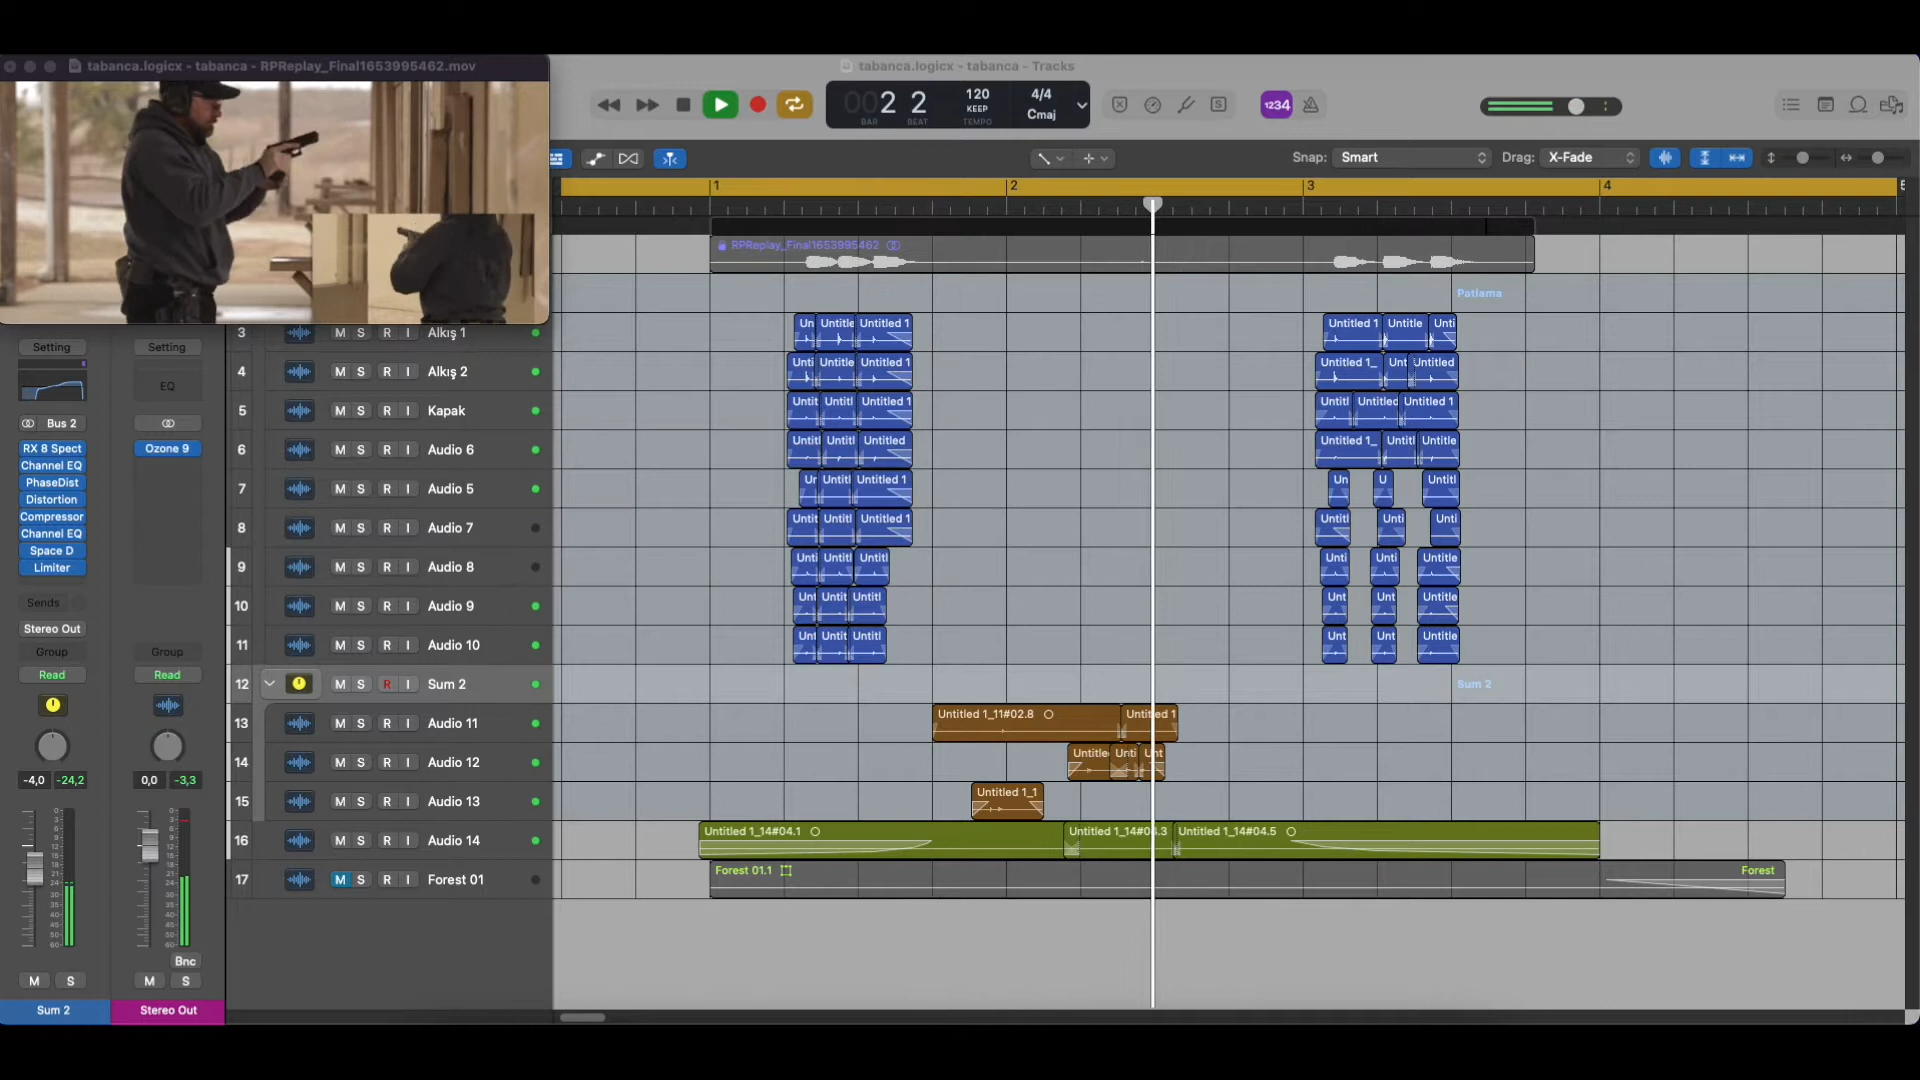 tabanca.logicx - tabanca - RPReplay_Final1653995462.mov
tabanca.logicx - tabanca - Tracks
002 2
BAR BEAT
120
KEEP
TEMPO
4/4
Cmaj
1234
Snap: Smart
Drag: X-Fade
1 2 3 4 5
RPReplay_Final1653995462
Patlama
Setting Setting
EQ
Bus 2
RX 8 Spect
Channel EQ
PhaseDist
Distortion
Compressor
Channel EQ
Space D
Limiter
Ozone 9
Sends
Stereo Out
Group Group
Read Read
-4,0 -24,2 0,0 -3,3
Bnc
M S M S
Sum 2 Stereo Out
3 M S R I Alkış 1
Un Untitle Untitled 1 Untitled 1 Untitle Unti
4 M S R I Alkış 2
Unti Untitle Untitled 1 Untitled 1_ Unt Untitled
5 M S R I Kapak
Untit Untitl Untitled 1 Untitl Untitled Untitled 1
6 M S R I Audio 6
Untitl Untitl Untitled Untitled 1_ Untitl Untitle
7 M S R I Audio 5
Ur Untitl Untitled 1 Un U Untitl
8 M S R I Audio 7
Untit Untitl Untitled 1 Untitl Unti Unti
9 M S R I Audio 8
Unti Untitl Untitl Unti Unti Untitle
10 M S R I Audio 9
Unt Untit Untitl Unt Unt Untitle
11 M S R I Audio 10
Unt Untit Untitl Unt Unt Untitle
12 M S R I Sum 2
Sum 2
13 M S R I Audio 11
Untitled 1_11#02.8 Untitled 1
14 M S R I Audio 12
Untitle Unti Unt
15 M S R I Audio 13
Untitled 1_1
16 M S R I Audio 14
Untitled 1_14#04.1 Untitled 1_14#04.3 Untitled 1_14#04.5
17 M S R I Forest 01
Forest 01.1 Forest